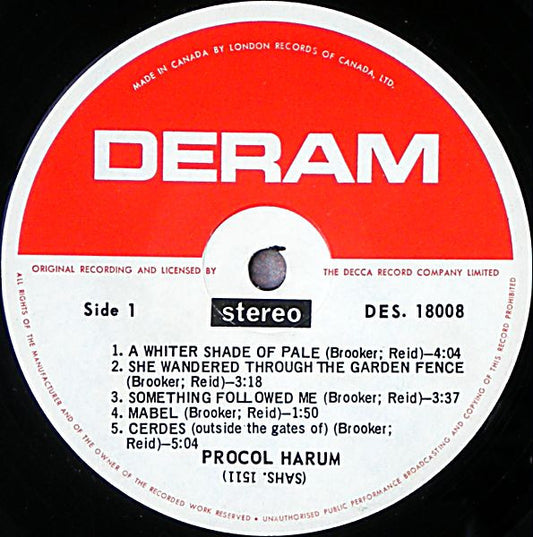 MADE IN CANADA BY LONDON RECORDS OF CANADA, LTD.
DERAM
ORIGINAL RECORDING AND LICENSED BY THE DECCA RECORD COMPANY LIMITED
Side 1
stereo
DES. 18008
1. A WHITER SHADE OF PALE (Brooker; Reid)–4:04
2. SHE WANDERED THROUGH THE GARDEN FENCE
(Brooker; Reid)–3:18
3. SOMETHING FOLLOWED ME (Brooker; Reid)–3:37
4. MABEL (Brooker; Reid)–1:50
5. CERDES (outside the gates of) (Brooker;
Reid)–5:04
PROCOL HARUM
(SAHS. 1511)
ALL RIGHTS OF THE MANUFACTURER AND OF THE OWNER OF THE RECORDED WORK RESERVED • UNAUTHORISED PUBLIC PERFORMANCE BROADCASTING AND COPYING OF THIS RECORD PROHIBITED